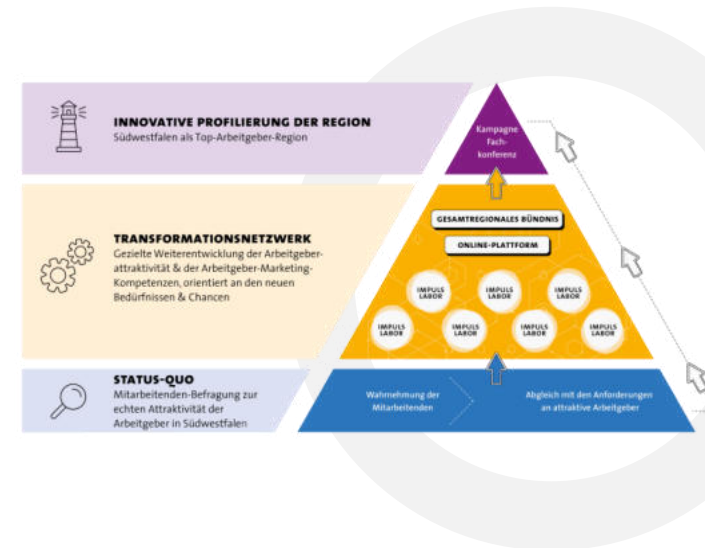 INNOVATIVE PROFILIERUNG DER REGION
Südwestfalen als Top-Arbeitgeber-Region
Kampagne
Fach-
konferenz
TRANSFORMATIONSNETZWERK
Gezielte Weiterentwicklung der Arbeitgeber-
attraktivität & der Arbeitgeber-Marketing-
Kompetenzen, orientiert an den neuen
Bedürfnissen & Chancen
GESAMTREGIONALES BÜNDNIS
ONLINE-PLATTFORM
IMPULS
LABOR
IMPULS
LABOR
IMPULS
LABOR
IMPULS
LABOR
IMPULS
LABOR
IMPULS
LABOR
IMPULS
LABOR
STATUS-QUO
Mitarbeitenden-Befragung zur
echten Attraktivität der
Arbeitgeber in Südwestfalen
Wahrnehmung der
Mitarbeitenden
Abgleich mit den Anforderungen
an attraktive Arbeitgeber